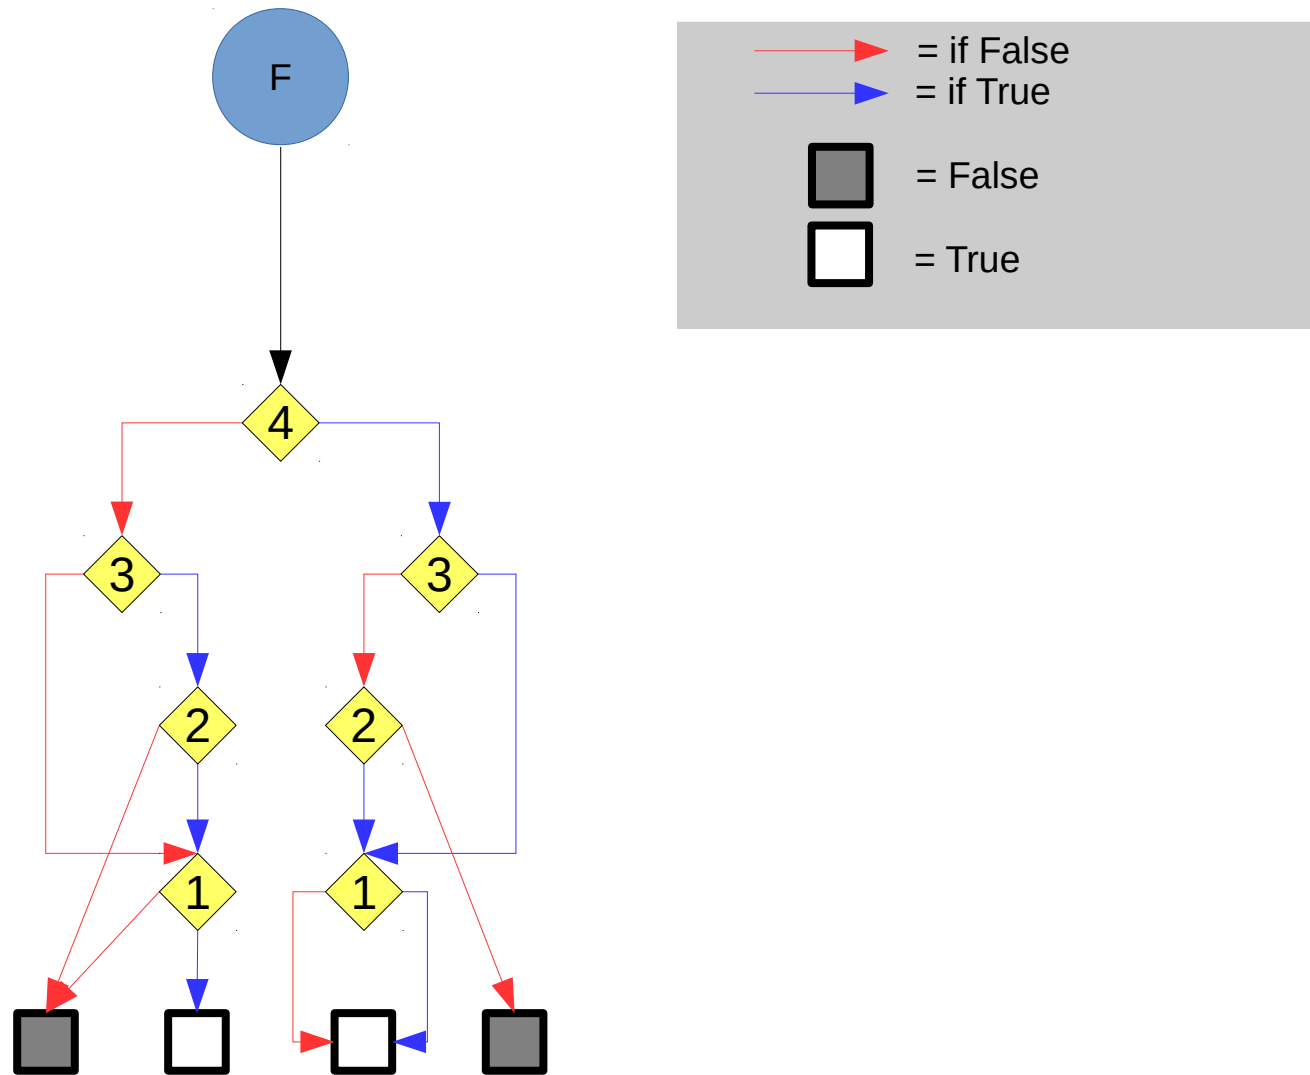 F
= if False
= if True
= False
= True
4
3 3
2 2
1 1